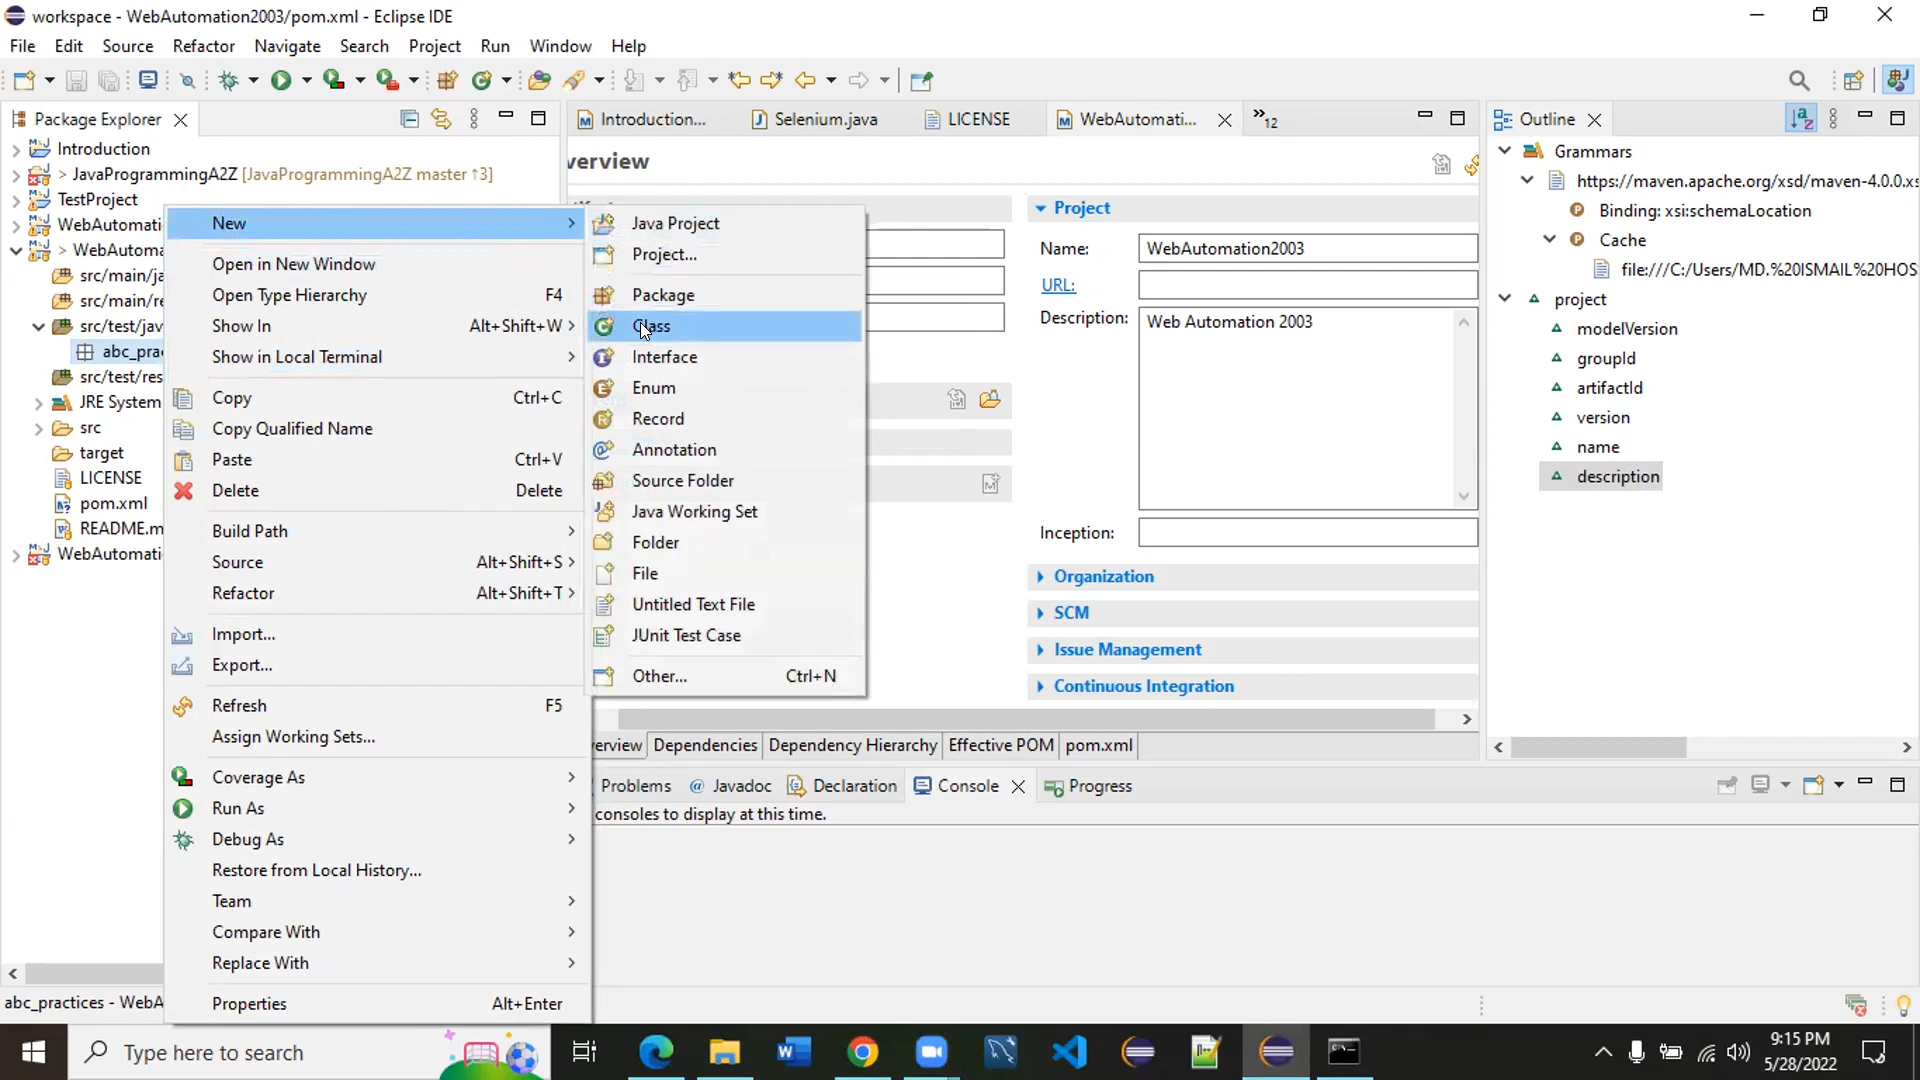 workspace - WebAutomation2003/pom.xml - Eclipse IDE
File Edit Source Refactor Navigate Search Project Run Window Help
Package Explorer
Introduction... Selenium.java LICENSE WebAutomati... »12
Outline
Introduction
> JavaProgrammingA2Z [JavaProgrammingA2Z master ↑3]
TestProject
WebAutomati
> WebAutoma
src/main/ja
src/main/re
src/test/jav
abc_prac
src/test/res
JRE System
src
target
LICENSE
pom.xml
README.m
WebAutomati
New
Open in New Window
Open Type Hierarchy F4
Show In Alt+Shift+W
Show in Local Terminal
Copy Ctrl+C
Copy Qualified Name
Paste Ctrl+V
Delete Delete
Build Path
Source Alt+Shift+S
Refactor Alt+Shift+T
Import...
Export...
Refresh F5
Assign Working Sets...
Coverage As
Run As
Debug As
Restore from Local History...
Team
Compare With
Replace With
Properties Alt+Enter
Java Project
Project...
Package
Class
Interface
Enum
Record
Annotation
Source Folder
Java Working Set
Folder
File
Untitled Text File
JUnit Test Case
Other... Ctrl+N
verview
Project
Name: WebAutomation2003
URL:
Description: Web Automation 2003
Inception:
Organization
SCM
Issue Management
Continuous Integration
verview Dependencies Dependency Hierarchy Effective POM pom.xml
Problems @ Javadoc Declaration Console Progress
consoles to display at this time.
Grammars
https://maven.apache.org/xsd/maven-4.0.0.xs
Binding: xsi:schemaLocation
Cache
file:///C:/Users/MD.%20ISMAIL%20HOS
project
modelVersion
groupId
artifactId
version
name
description
abc_practices - WebA
Type here to search
9:15 PM
5/28/2022